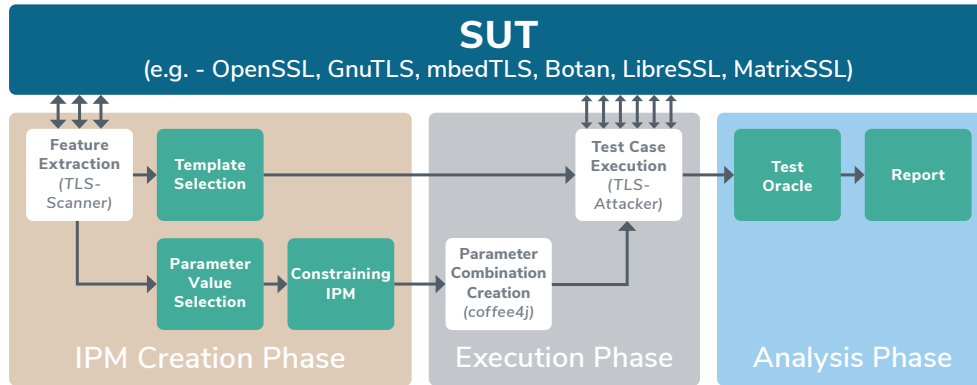 SUT
(e.g. - OpenSSL, GnuTLS, mbedTLS, Botan, LibreSSL, MatrixSSL)
Feature
Extraction
(TLS-
Scanner)
Template
Selection
Parameter
Value
Selection
Constraining
IPM
IPM Creation Phase
Test Case
Execution
(TLS-
Attacker)
Parameter
Combination
Creation
(coffee4j)
Execution Phase
Test
Oracle
Report
Analysis Phase